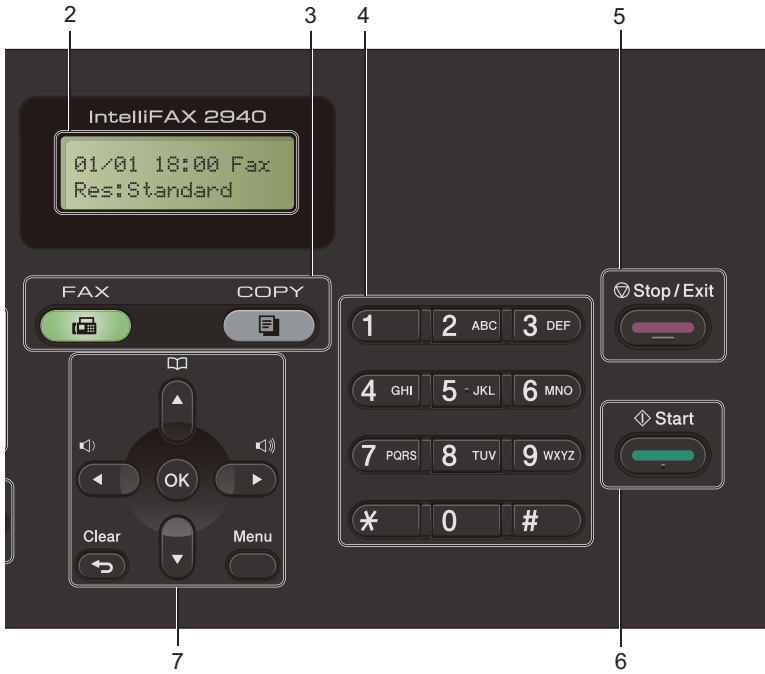 2 3 4 5
IntelliFAX 2940
01/01 18:00 Fax
Res:Standard
FAX COPY
Stop/Exit
1 2 ABC 3 DEF
4 GHI 5 JKL 6 MNO
Start
7 PQRS 8 TUV 9 WXYZ
OK
Clear Menu
* 0 #
7 6